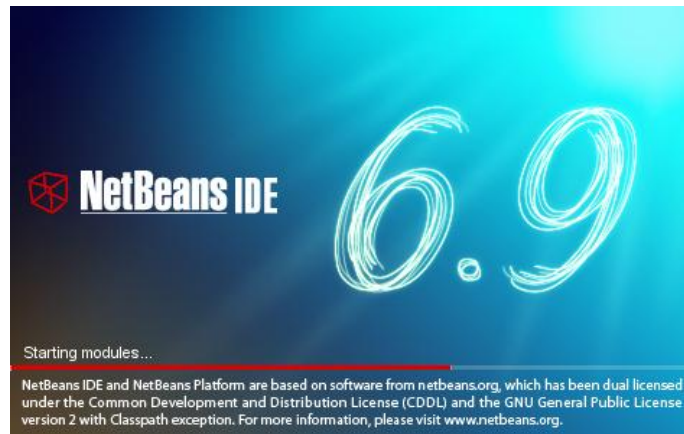 NetBeans IDE
6.9
Starting modules...
NetBeans IDE and NetBeans Platform are based on software from netbeans.org, which has been dual licensed
under the Common Development and Distribution License (CDDL) and the GNU General Public License
version 2 with Classpath exception. For more information, please visit www.netbeans.org.